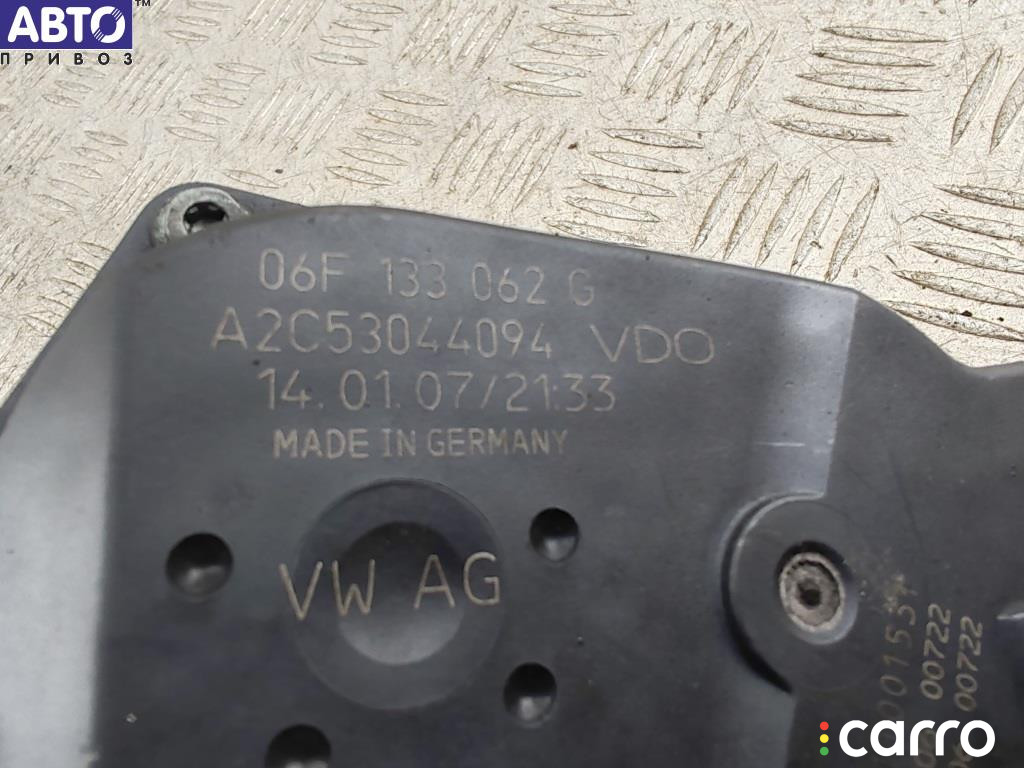 АВТО™
ПРИВОЗ
06F 133 062 G
A2C53044094 VDO
14.01.07/21:33
MADE IN GERMANY
VW AG
00722
00722
carro